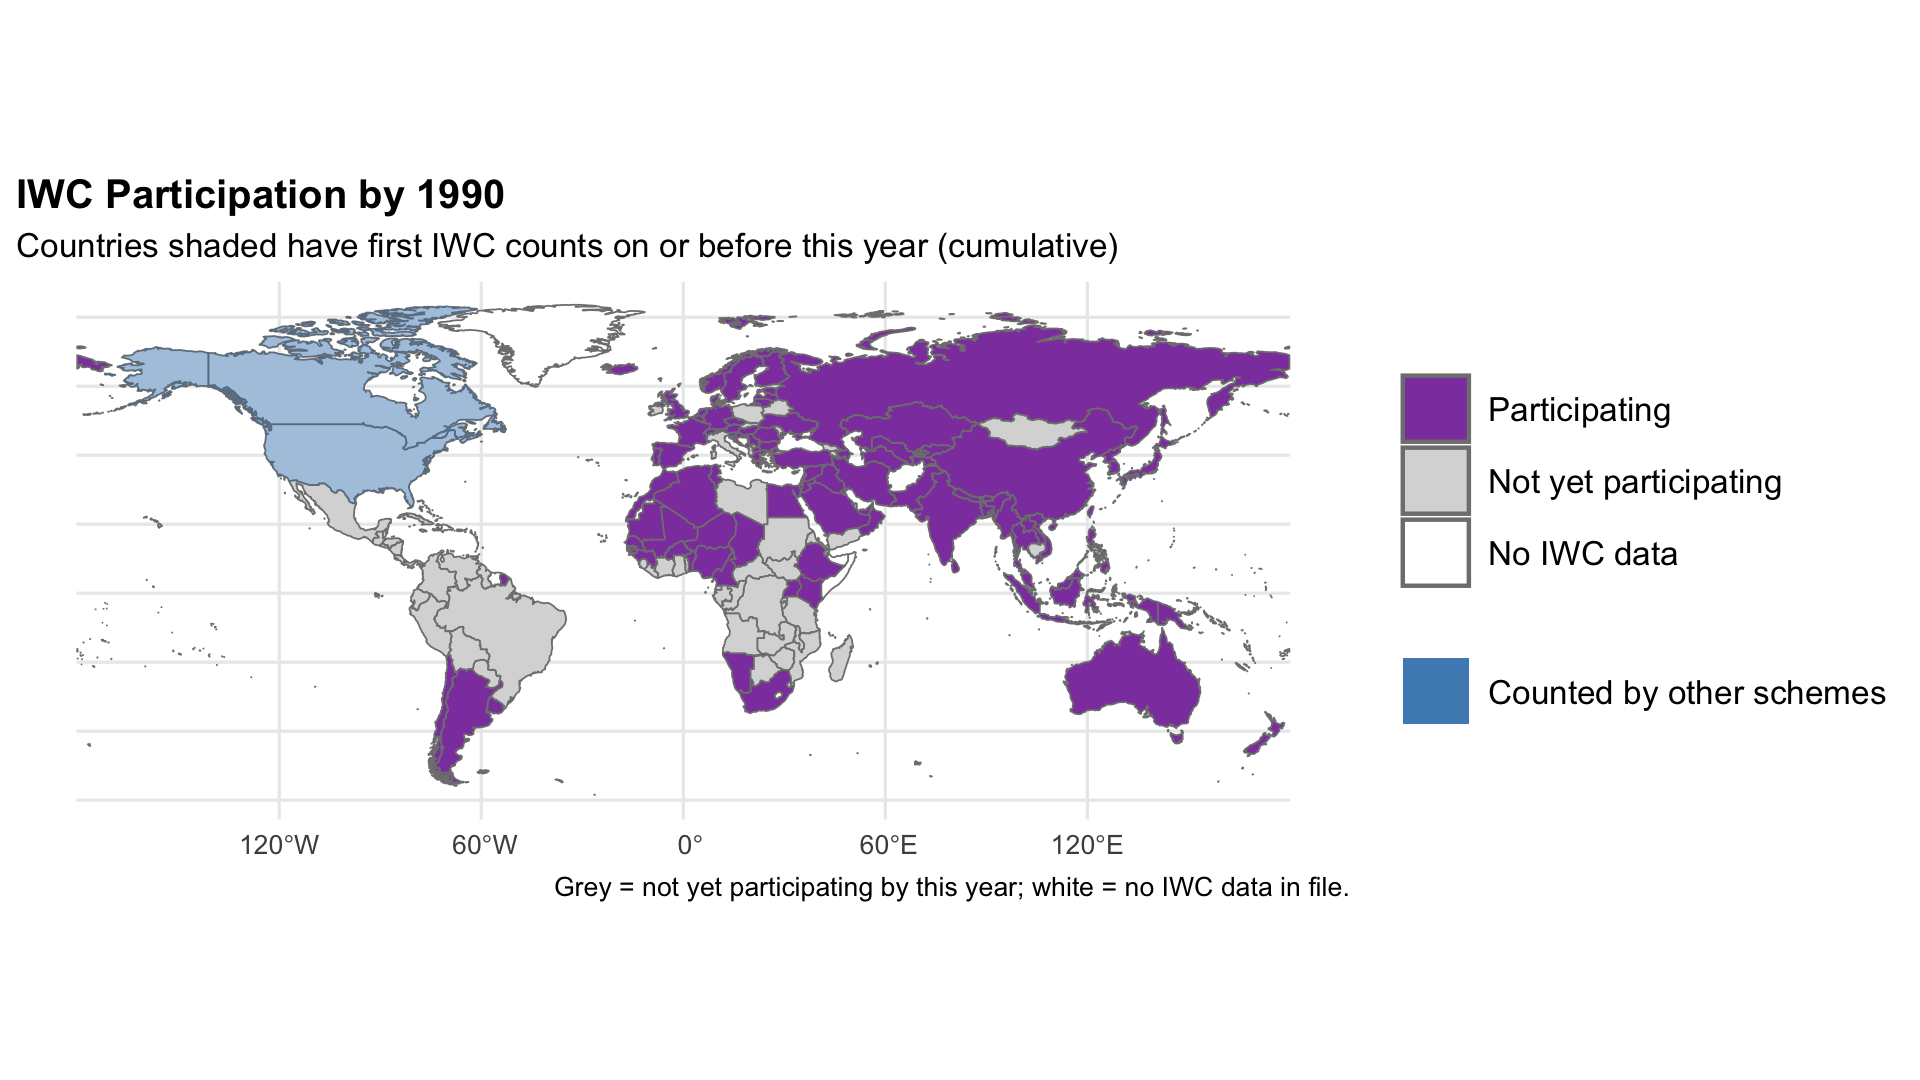 IWC Participation by 1990
Countries shaded have first IWC counts on or before this year (cumulative)
Participating
Not yet participating
No IWC data
Counted by other schemes
120°W 60°W 0° 60°E 120°E
Grey = not yet participating by this year; white = no IWC data in file.